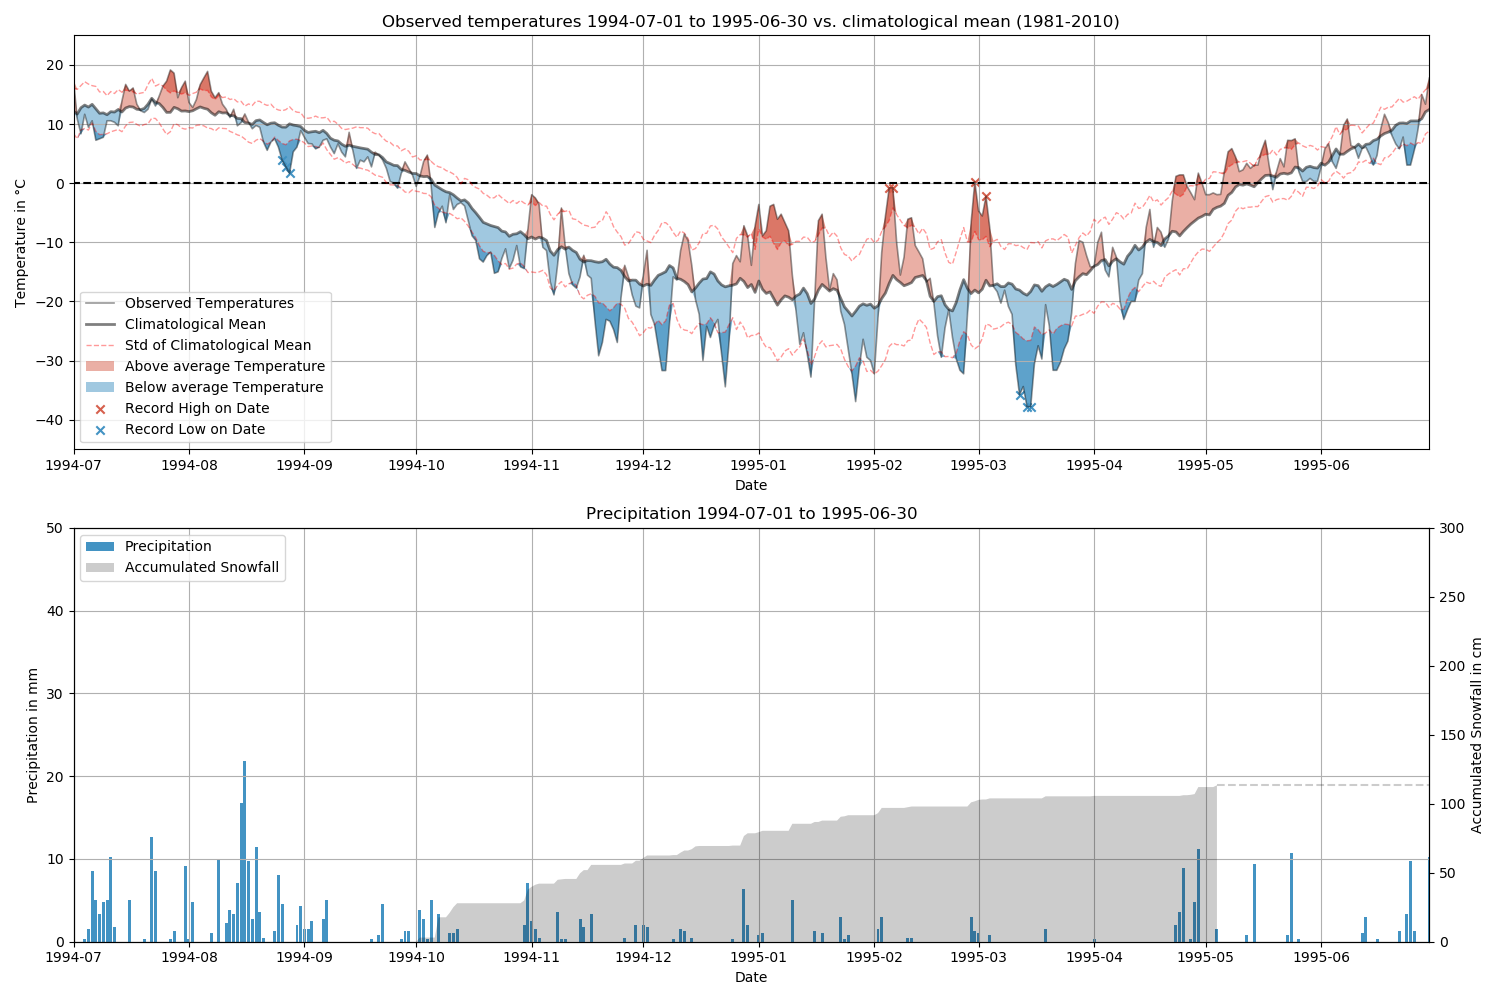 Observed temperatures 1994-07-01 to 1995-06-30 vs. climatological mean (1981-2010)
Temperature in °C
20
10
0
−10
−20
−30
−40
Observed Temperatures
Climatological Mean
Std of Climatological Mean
Above average Temperature
Below average Temperature
Record High on Date
Record Low on Date
1994-07 1994-08 1994-09 1994-10 1994-11 1994-12 1995-01 1995-02 1995-03 1995-04 1995-05 1995-06
Date
Precipitation 1994-07-01 to 1995-06-30
Precipitation in mm
50
40
30
20
10
0
Precipitation
Accumulated Snowfall
300
250
200
150
100
50
0
Accumulated Snowfall in cm
1994-07 1994-08 1994-09 1994-10 1994-11 1994-12 1995-01 1995-02 1995-03 1995-04 1995-05 1995-06
Date